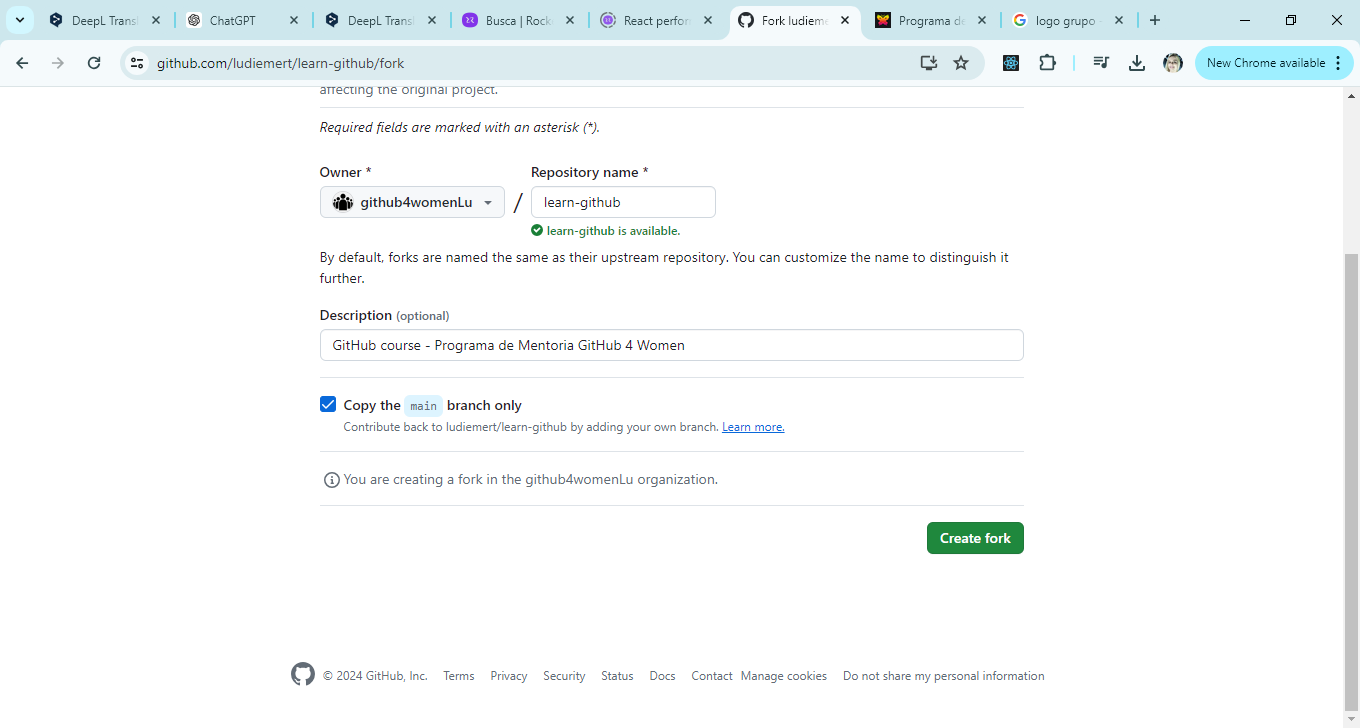 DeepL Transl
ChatGPT
DeepL Transl
Busca | Rock
React perfor
Fork ludieme
Programa de
logo grupo -
github.com/ludiemert/learn-github/fork
New Chrome available
affecting the original project.
Required fields are marked with an asterisk (*).
Owner *
Repository name *
github4womenLu
/
learn-github
learn-github is available.
By default, forks are named the same as their upstream repository. You can customize the name to distinguish it
further.
Description (optional)
GitHub course - Programa de Mentoria GitHub 4 Women
Copy the main branch only
Contribute back to ludiemert/learn-github by adding your own branch. Learn more.
You are creating a fork in the github4womenLu organization.
Create fork
© 2024 GitHub, Inc. Terms Privacy Security Status Docs Contact Manage cookies Do not share my personal information